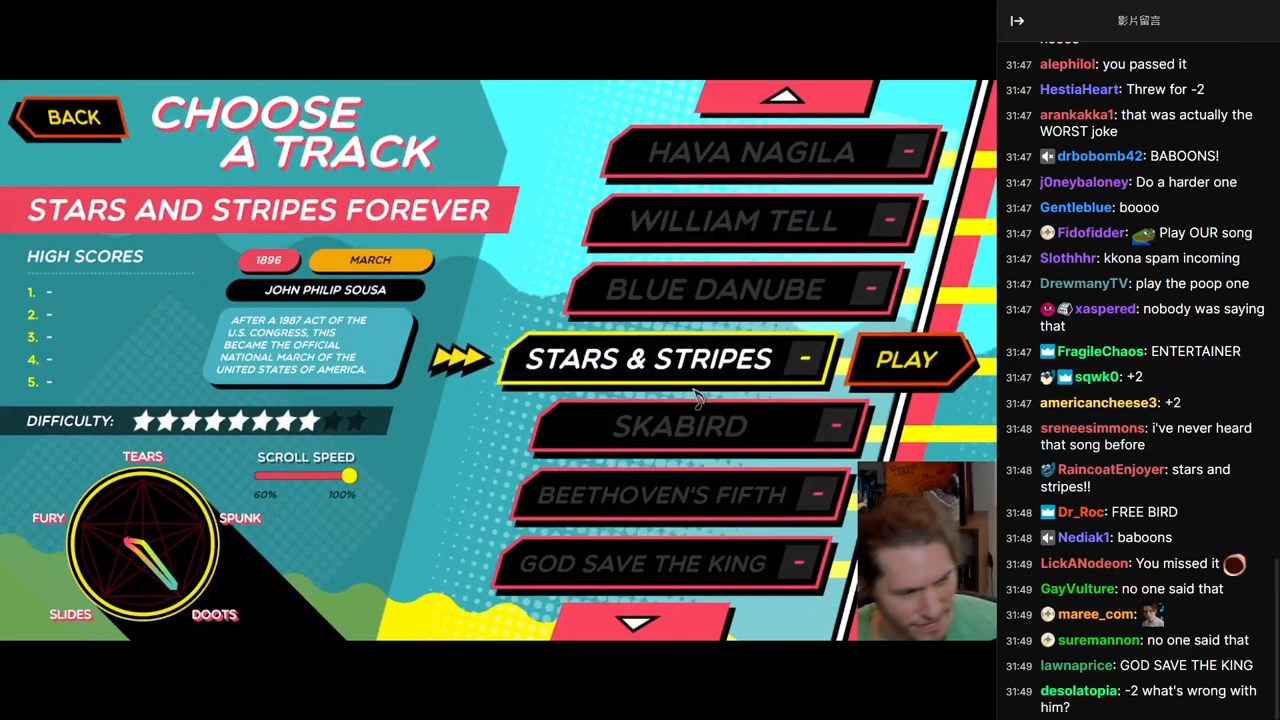 BACK
CHOOSE
A TRACK
STARS AND STRIPES FOREVER
HIGH SCORES
1. -
2. -
3. -
4. -
5. -
1896
MARCH
JOHN PHILIP SOUSA
AFTER A 1987 ACT OF THE
U.S. CONGRESS, THIS
BECAME THE OFFICIAL
NATIONAL MARCH OF THE
UNITED STATES OF AMERICA.
DIFFICULTY:
TEARS
FURY
SPUNK
SLIDES
DOOTS
SCROLL SPEED
60%
100%
HAVA NAGILA -
WILLIAM TELL -
BLUE DANUBE -
STARS & STRIPES -
PLAY
SKABIRD -
BEETHOVEN'S FIFTH -
GOD SAVE THE KING -
影片留言
31:47 alephilol: you passed it
31:47 HestiaHeart: Threw for -2
31:47 arankakka1: that was actually the
WORST joke
31:47 drbobomb42: BABOONS!
31:47 j0neybaloney: Do a harder one
31:47 Gentleblue: boooo
31:47 Fidofidder: Play OUR song
31:47 Slothhhr: kkona spam incoming
31:47 DrewmanyTV: play the poop one
31:47 xaspered: nobody was saying
that
31:47 FragileChaos: ENTERTAINER
31:47 sqwk0: +2
31:47 americancheese3: +2
31:48 sreneesimmons: i've never heard
that song before
31:48 RaincoatEnjoyer: stars and
stripes!!
31:48 Dr_Roc: FREE BIRD
31:48 Nediak1: baboons
31:48 LickANodeon: You missed it
31:49 GayVulture: no one said that
31:49 maree_com:
31:49 suremannon: no one said that
31:49 lawnaprice: GOD SAVE THE KING
31:49 desolatopia: -2 what's wrong with
him?